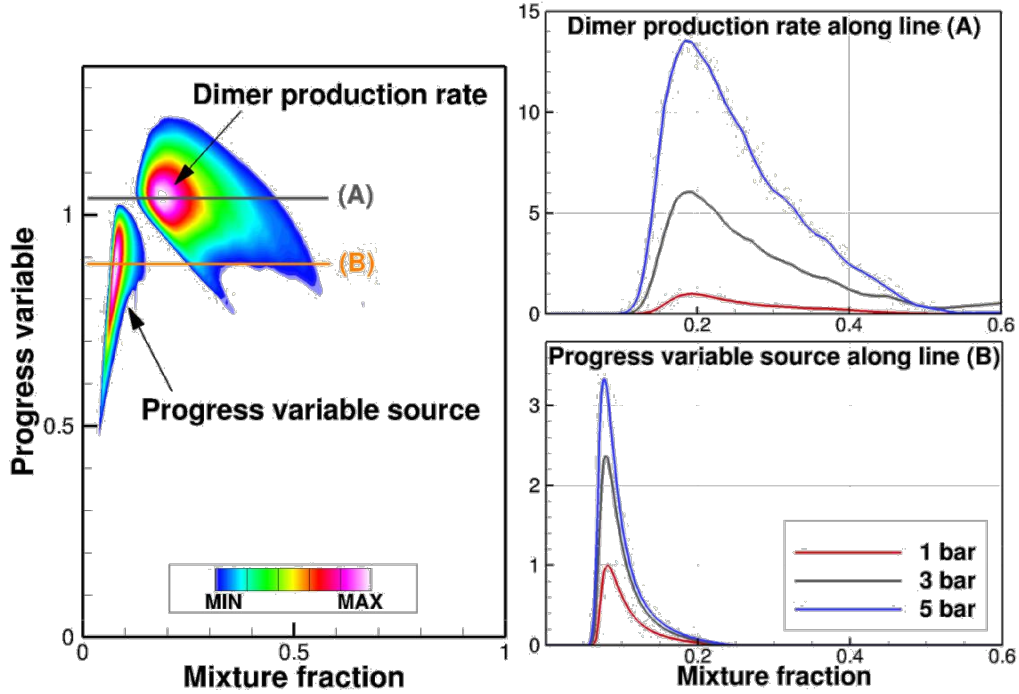 Dimer production rate
(A)
(B)
Progress variable source
MIN MAX
0
0.5
1
0
0.5
1
Progress variable
Mixture fraction
Dimer production rate along line (A)
15
10
5
0
0.2
0.4
0.6
Progress variable source along line (B)
3
2
1
0
0.2
0.4
0.6
1 bar
3 bar
5 bar
Mixture fraction